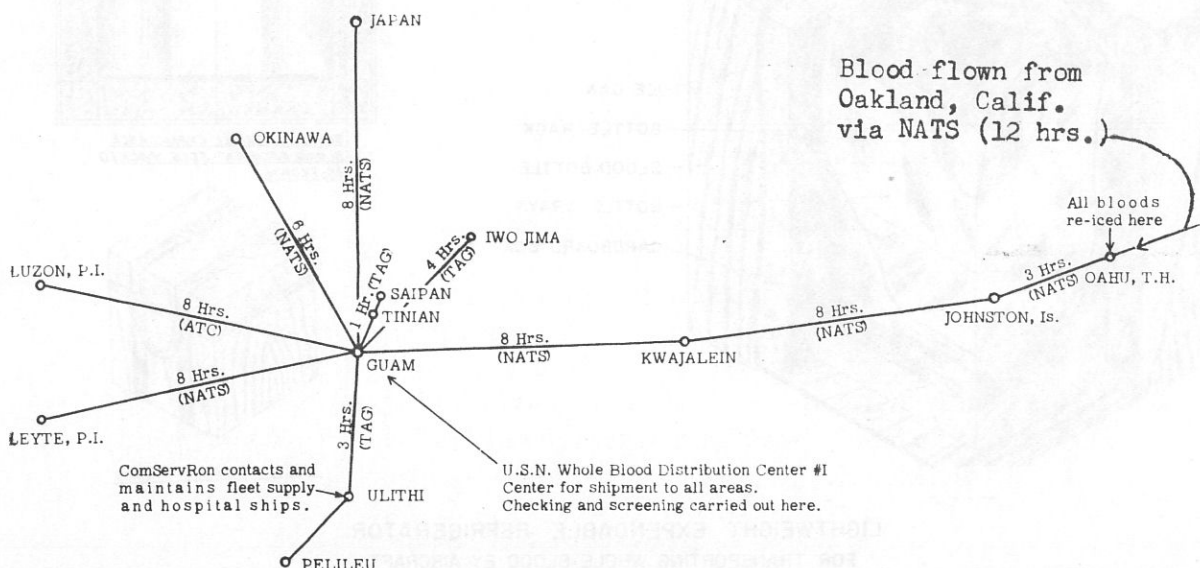 JAPAN
Blood flown from
Oakland, Calif.
via NATS (12 hrs.)
OKINAWA
8 Hrs.
(NATS)
All bloods
re-iced here
IWO JIMA
4 Hrs.
(TAG)
6 Hrs.
(NATS)
LUZON, P.I.
1 Hr. (TAG)
SAIPAN
TINIAN
3 Hrs.
(NATS)
OAHU, T.H.
8 Hrs.
(ATC)
8 Hrs.
(NATS)
JOHNSTON, Is.
8 Hrs.
(NATS)
KWAJALEIN
GUAM
8 Hrs.
(NATS)
LEYTE, P.I.
3 Hrs.
(TAG)
ComServRon contacts and
maintains fleet supply
and hospital ships.
ULITHI
U.S.N. Whole Blood Distribution Center #I
Center for shipment to all areas.
Checking and screening carried out here.
PELILEU